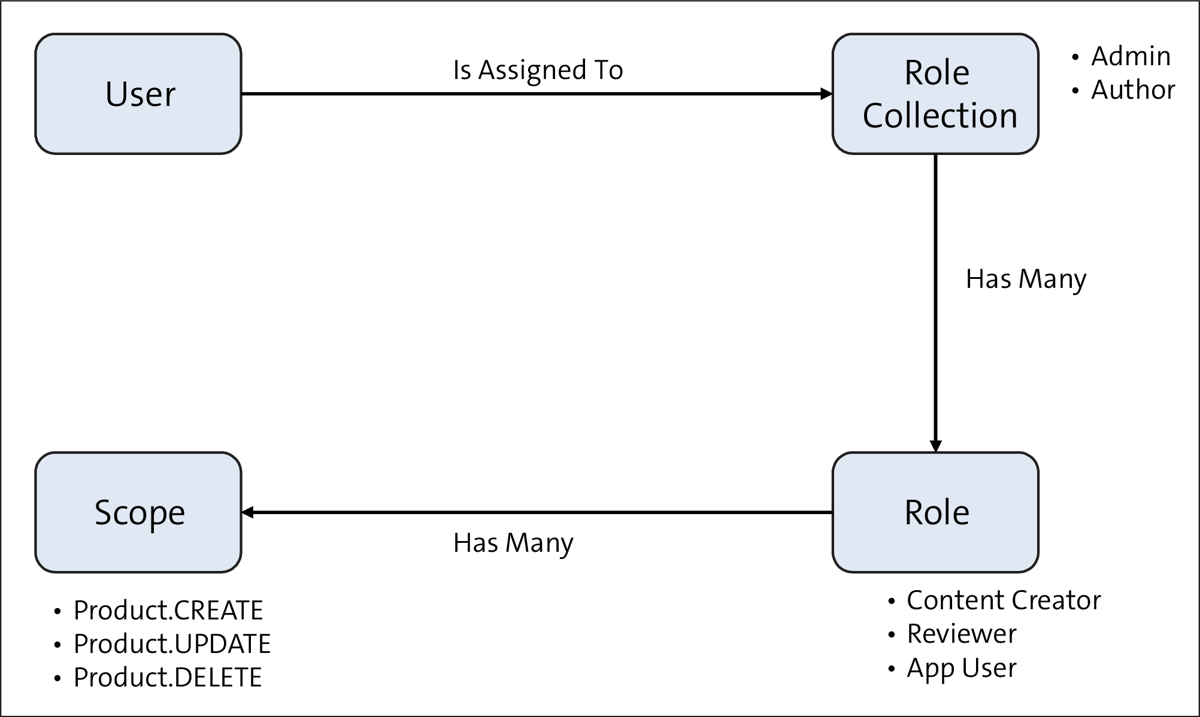 User
Is Assigned To
Role
Collection
• Admin
• Author
Has Many
Scope
Has Many
Role
• Product.CREATE
• Product.UPDATE
• Product.DELETE
• Content Creator
• Reviewer
• App User